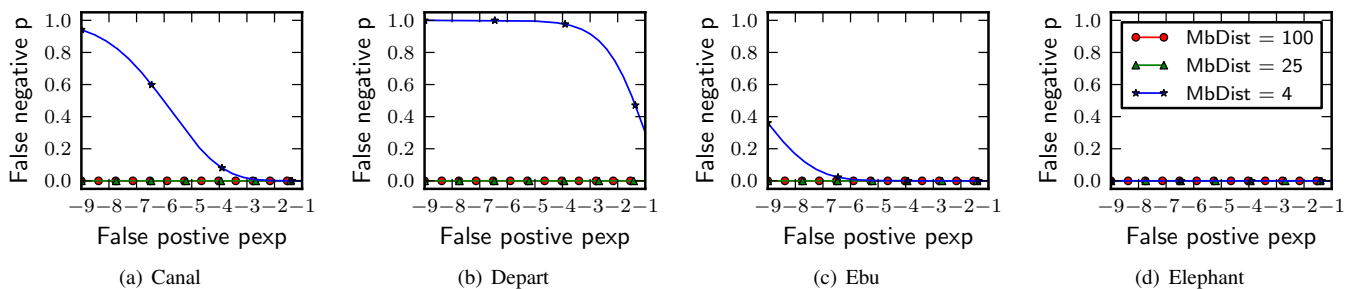 False negative p
1.0
0.8
0.6
0.4
0.2
0.0
−9 −8 −7 −6 −5 −4 −3 −2 −1
False postive pexp
(a) Canal
False negative p
1.0
0.8
0.6
0.4
0.2
0.0
−9 −8 −7 −6 −5 −4 −3 −2 −1
False postive pexp
(b) Depart
False negative p
1.0
0.8
0.6
0.4
0.2
0.0
−9 −8 −7 −6 −5 −4 −3 −2 −1
False postive pexp
(c) Ebu
False negative p
1.0
0.8
0.6
0.4
0.2
0.0
MbDist = 100
MbDist = 25
MbDist = 4
−9 −8 −7 −6 −5 −4 −3 −2 −1
False postive pexp
(d) Elephant